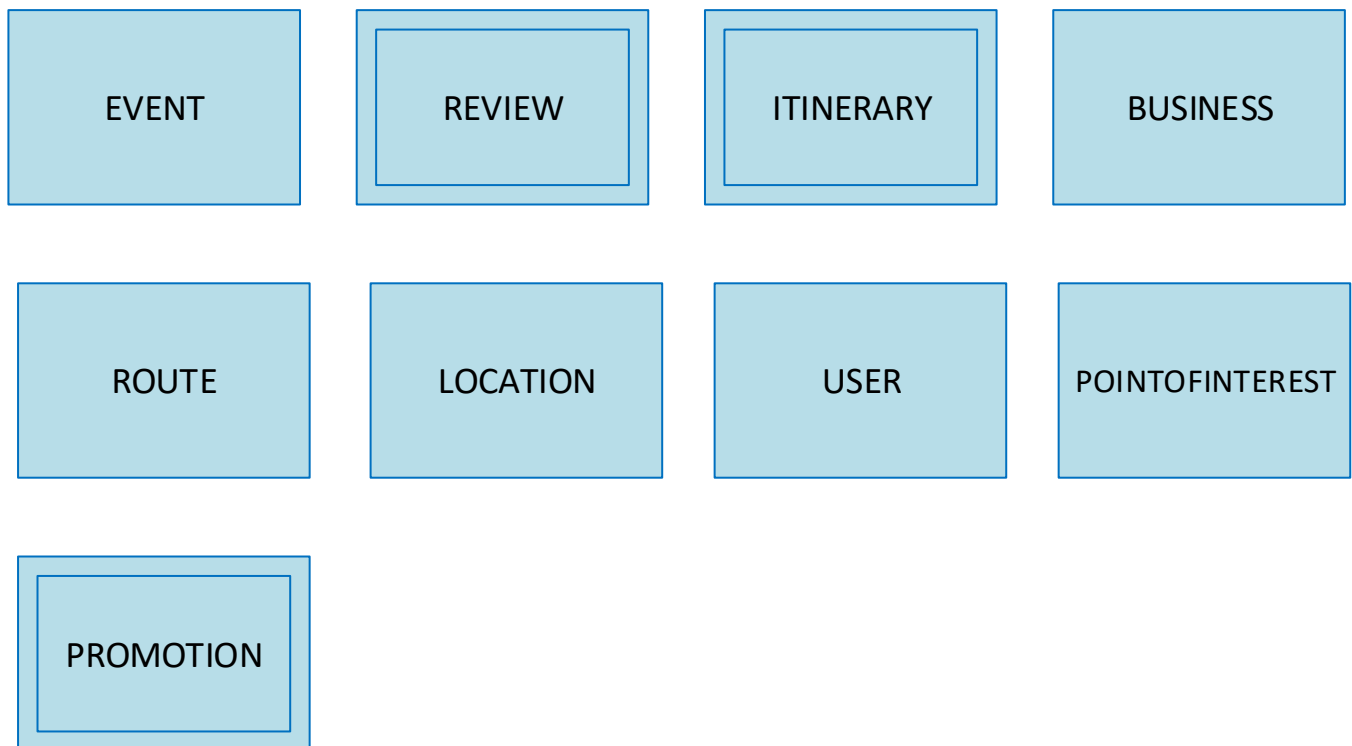 EVENT
REVIEW
ITINERARY
BUSINESS
ROUTE
LOCATION
USER
POINTOFINTEREST
PROMOTION